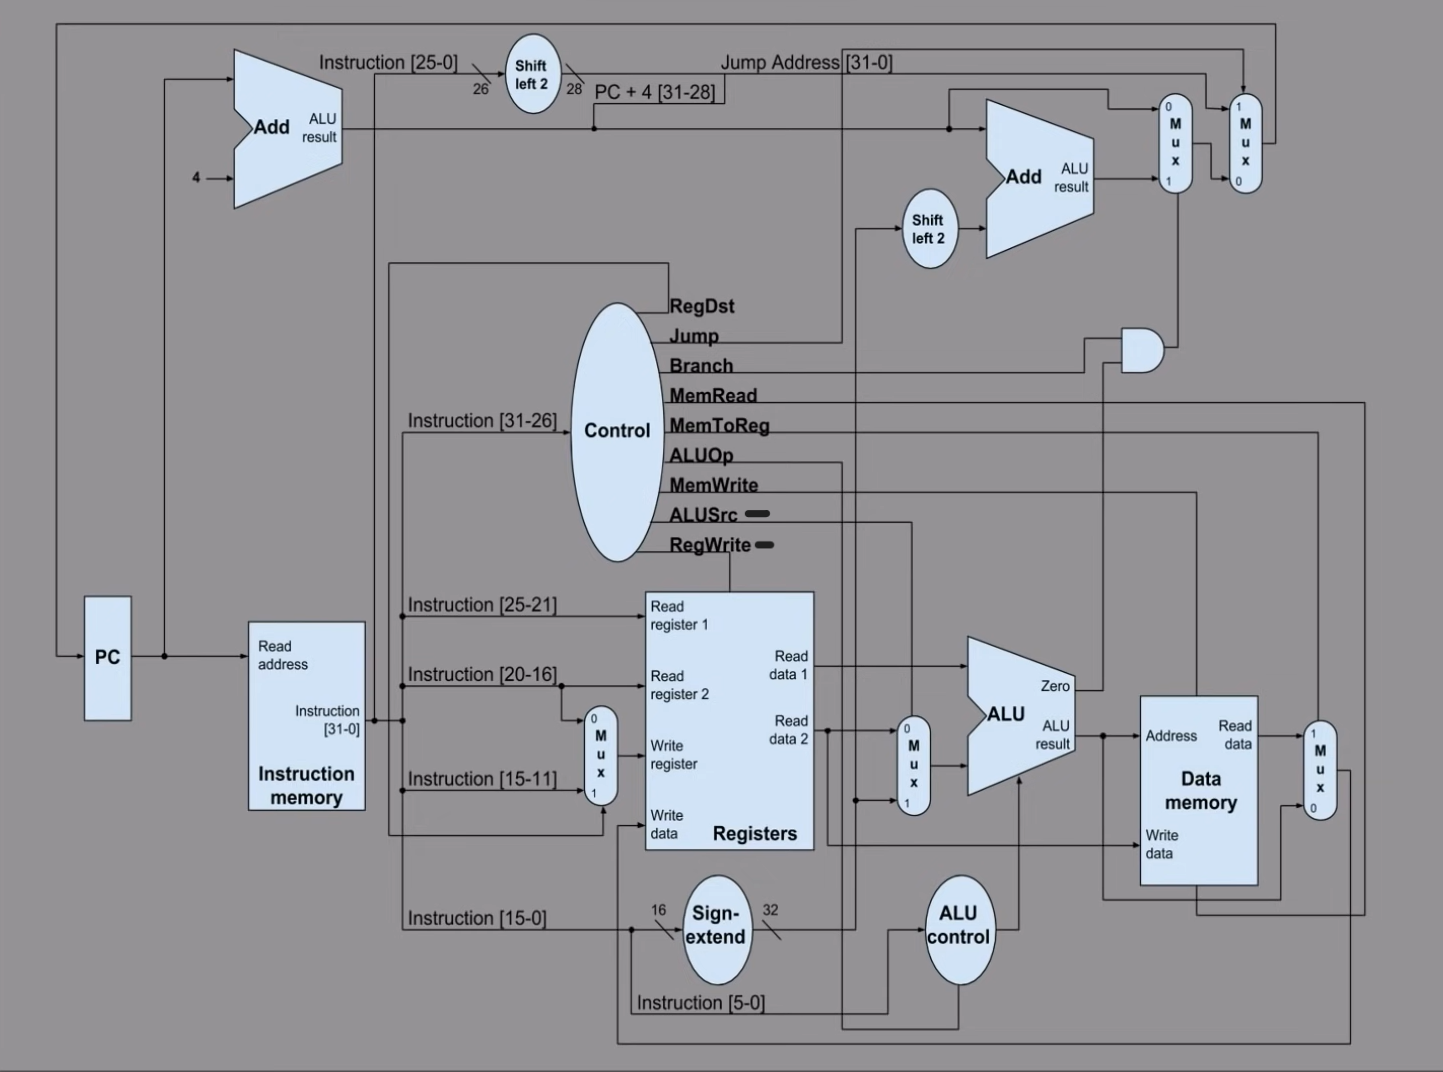 Instruction [25-0]
26
Shift
left 2
28
Jump Address [31-0]
PC + 4 [31-28]
Add
ALU
result
4
0
M
u
x
1
1
M
u
x
0
Add
ALU
result
Shift
left 2
RegDst
Jump
Branch
MemRead
MemToReg
ALUOp
MemWrite
ALUSrc
RegWrite
Control
Instruction [31-26]
Instruction [25-21]
Instruction [20-16]
Instruction [15-11]
Instruction [15-0]
Instruction [5-0]
PC
Read
address
Instruction
[31-0]
Instruction
memory
0
M
u
x
1
Read
register 1
Read
register 2
Write
register
Write
data
Read
data 1
Read
data 2
Registers
16
Sign-
extend
32
0
M
u
x
1
Zero
ALU
ALU
result
ALU
control
Address
Read
data
Data
memory
Write
data
1
M
u
x
0